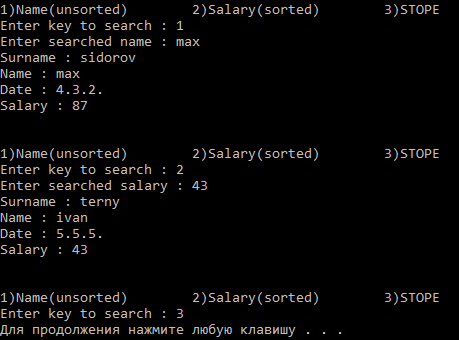 1)Name(unsorted) 2)Salary(sorted) 3)STOPE
Enter key to search : 1
Enter searched name : max
Surname : sidorov
Name : max
Date : 4.3.2.
Salary : 87
1)Name(unsorted) 2)Salary(sorted) 3)STOPE
Enter key to search : 2
Enter searched salary : 43
Surname : terny
Name : ivan
Date : 5.5.5.
Salary : 43
1)Name(unsorted) 2)Salary(sorted) 3)STOPE
Enter key to search : 3
Для продолжения нажмите любую клавишу . . .